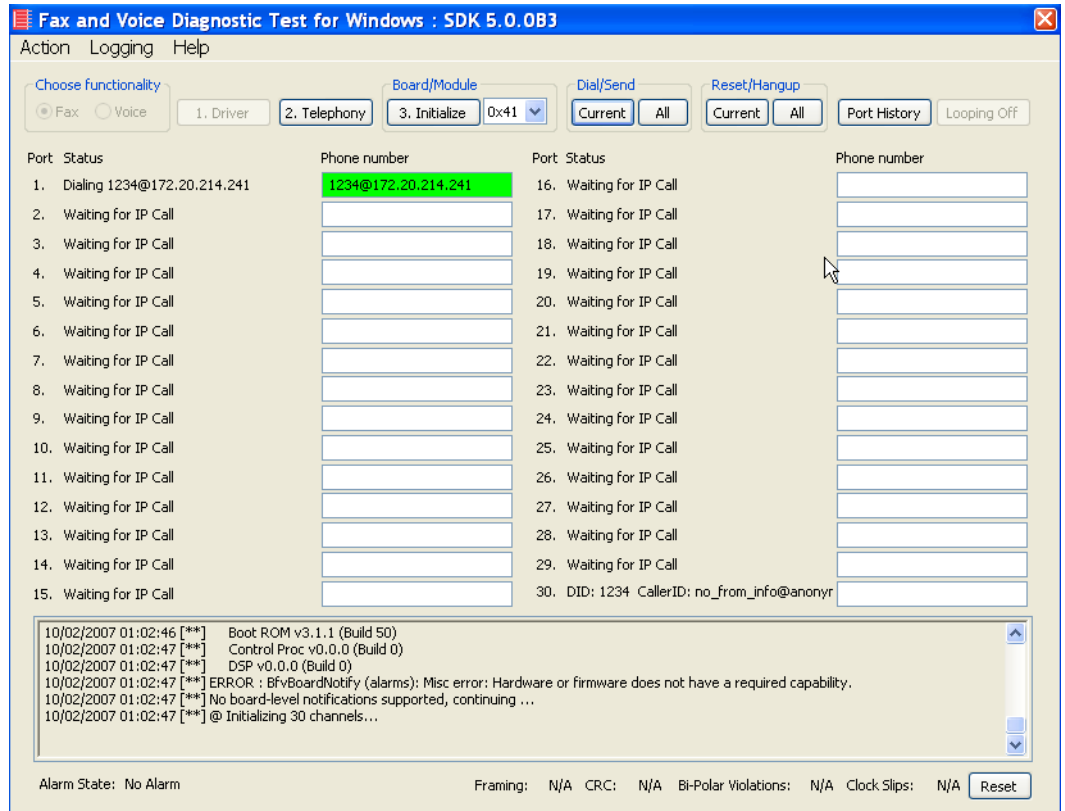 Fax and Voice Diagnostic Test for Windows : SDK 5.0.0B3
Action Logging Help
Choose functionality Board/Module Dial/Send Reset/Hangup
Fax Voice 1. Driver 2. Telephony 3. Initialize 0x41 Current All Current All Port History Looping Off
Port Status Phone number Port Status Phone number
1. Dialing 1234@172.20.214.241 1234@172.20.214.241 16. Waiting for IP Call
2. Waiting for IP Call 17. Waiting for IP Call
3. Waiting for IP Call 18. Waiting for IP Call
4. Waiting for IP Call 19. Waiting for IP Call
5. Waiting for IP Call 20. Waiting for IP Call
6. Waiting for IP Call 21. Waiting for IP Call
7. Waiting for IP Call 22. Waiting for IP Call
8. Waiting for IP Call 23. Waiting for IP Call
9. Waiting for IP Call 24. Waiting for IP Call
10. Waiting for IP Call 25. Waiting for IP Call
11. Waiting for IP Call 26. Waiting for IP Call
12. Waiting for IP Call 27. Waiting for IP Call
13. Waiting for IP Call 28. Waiting for IP Call
14. Waiting for IP Call 29. Waiting for IP Call
15. Waiting for IP Call 30. DID: 1234 CallerID: no_from_info@anonyr
10/02/2007 01:02:46 [**] Boot ROM v3.1.1 (Build 50)
10/02/2007 01:02:47 [**] Control Proc v0.0.0 (Build 0)
10/02/2007 01:02:47 [**] DSP v0.0.0 (Build 0)
10/02/2007 01:02:47 [**] ERROR : BfvBoardNotify (alarms): Misc error: Hardware or firmware does not have a required capability.
10/02/2007 01:02:47 [**] No board-level notifications supported, continuing ...
10/02/2007 01:02:47 [**] @ Initializing 30 channels...
Alarm State: No Alarm Framing: N/A CRC: N/A Bi-Polar Violations: N/A Clock Slips: N/A Reset